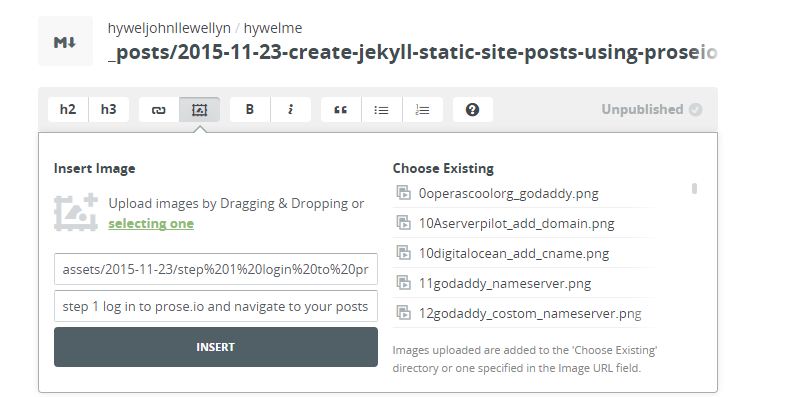 M↓
hyweljohnllewellyn / hywelme
_posts/2015-11-23-create-jekyll-static-site-posts-using-proseio
h2 h3 B i “ ?
Unpublished
Insert Image
Upload images by Dragging & Dropping or
selecting one
assets/2015-11-23/step%201%20login%20to%20pr
step 1 log in to prose.io and navigate to your posts
INSERT
Choose Existing
0operascoolorg_godaddy.png
10Aserverpilot_add_domain.png
10digitalocean_add_cname.png
11godaddy_nameserver.png
12godaddy_costom_nameserver.png
Images uploaded are added to the 'Choose Existing'
directory or one specified in the Image URL field.